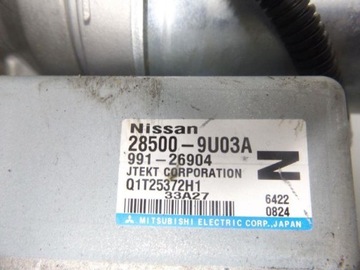 Nissan
28500-9U03A
991-26904
N
JTEKT CORPORATION
Q1T25372H1
33A27
6422
0824
MITSUBISHI ELECTRIC CORP., JAPAN